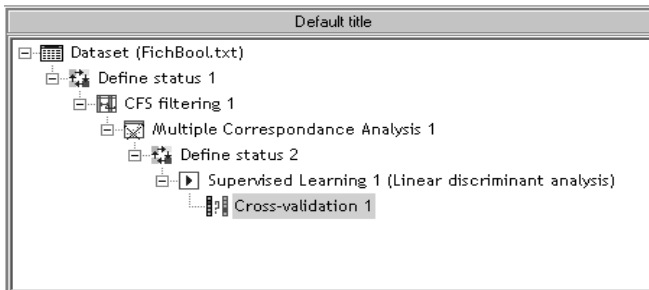 Default title
Dataset (FichBool.txt)
Define status 1
CFS filtering 1
Multiple Correspondance Analysis 1
Define status 2
Supervised Learning 1 (Linear discriminant analysis)
Cross-validation 1